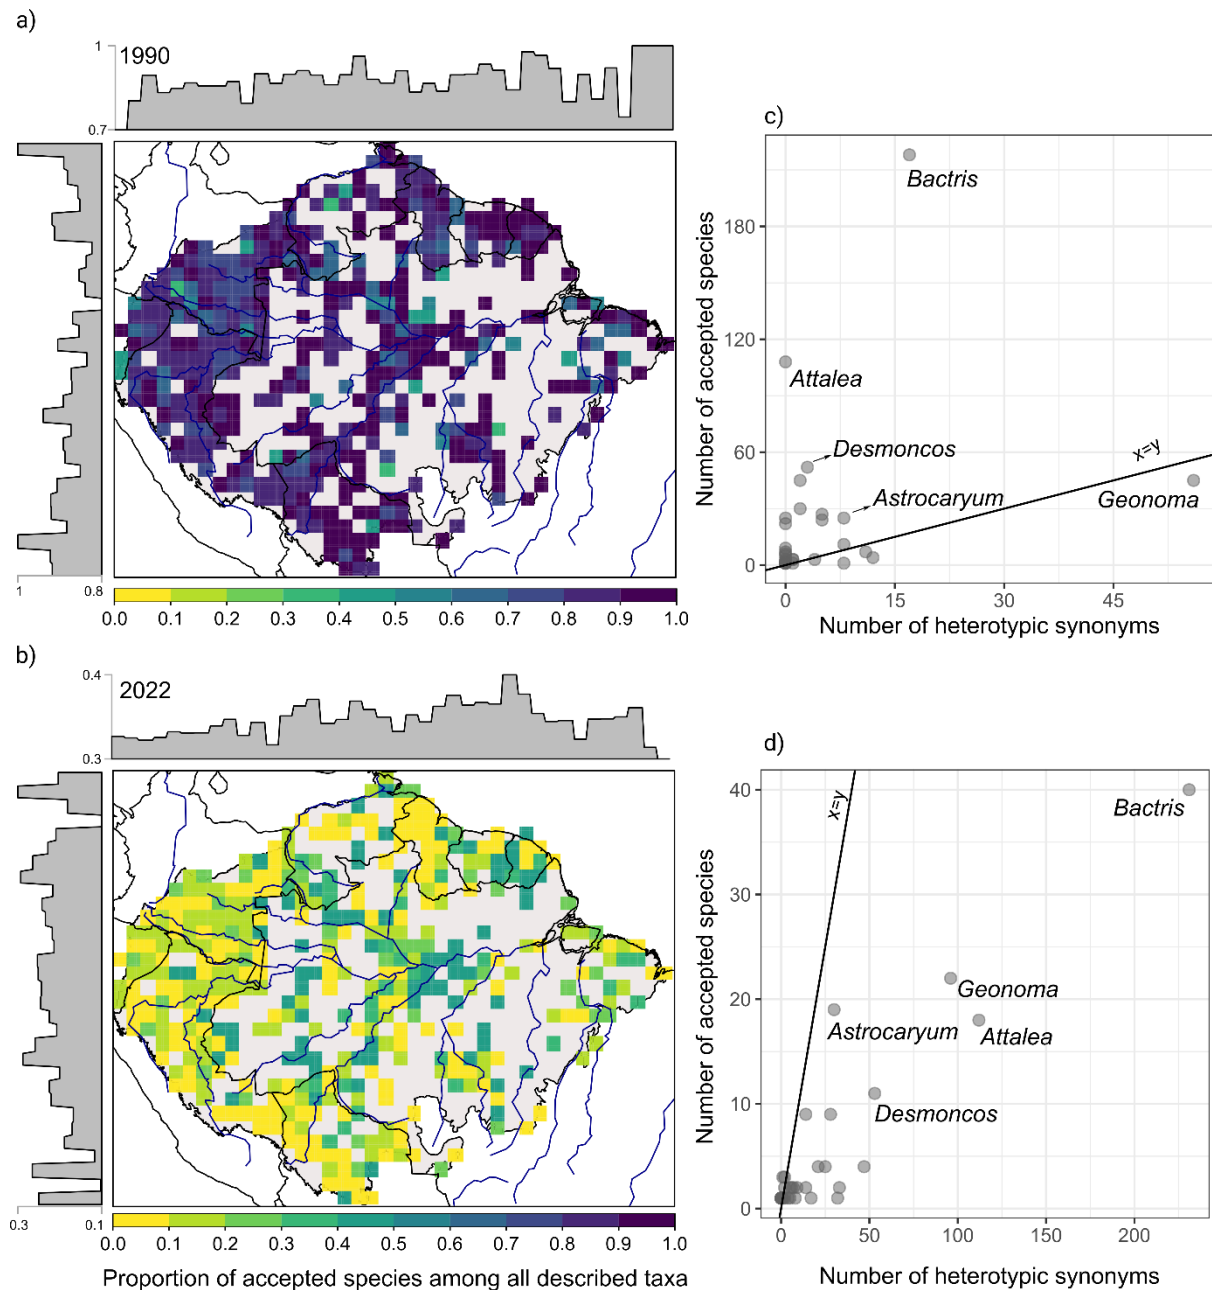 a)
1
1990
0.7
1 0.8
0.0 0.1 0.2 0.3 0.4 0.5 0.6 0.7 0.8 0.9 1.0
b)
0.4
2022
0.3
0.3 0.1
0.0 0.1 0.2 0.3 0.4 0.5 0.6 0.7 0.8 0.9 1.0
Proportion of accepted species among all described taxa
c)
Number of accepted species
180
120
60
0
Bactris
Attalea
Desmoncos
x=y
Astrocaryum
Geonoma
0 15 30 45
Number of heterotypic synonyms
d)
Number of accepted species
40
30
20
10
0
x=y
Bactris
Geonoma
Astrocaryum
Attalea
Desmoncos
0 50 100 150 200
Number of heterotypic synonyms